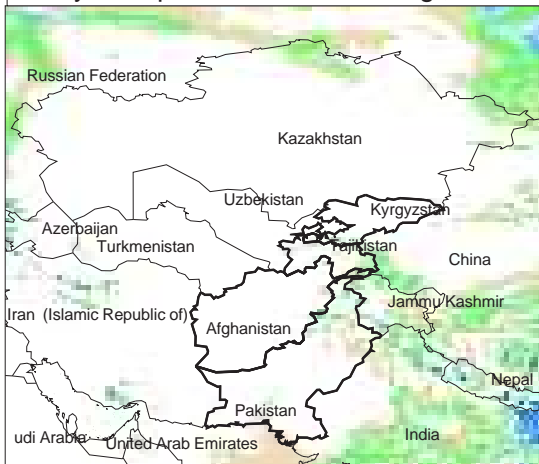 Russian Federation
Kazakhstan
Uzbekistan
Kyrgyzstan
Azerbaijan
Turkmenistan
Tajikistan
China
Jammu Kashmir
Iran (Islamic Republic of)
Afghanistan
Nepal
Pakistan
udi Arabia
United Arab Emirates
India